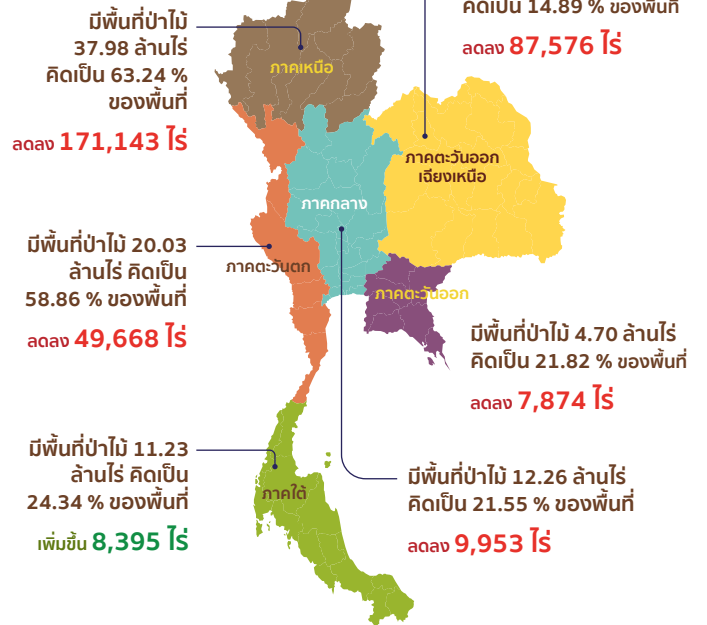 มีพื้นที่ป่าไม้
37.98 ล้านไร่
คิดเป็น 63.24 %
ของพื้นที่
ลดลง 171,143 ไร่
ภาคเหนือ
คิดเป็น 14.89 % ของพื้นที่
ลดลง 87,576 ไร่
ภาคตะวันออก
เฉียงเหนือ
ภาคกลาง
มีพื้นที่ป่าไม้ 20.03
ล้านไร่ คิดเป็น
58.86 % ของพื้นที่
ลดลง 49,668 ไร่
ภาคตะวันตก
ภาคตะวันออก
มีพื้นที่ป่าไม้ 4.70 ล้านไร่
คิดเป็น 21.82 % ของพื้นที่
ลดลง 7,874 ไร่
มีพื้นที่ป่าไม้ 11.23
ล้านไร่ คิดเป็น
24.34 % ของพื้นที่
เพิ่มขึ้น 8,395 ไร่
ภาคใต้
มีพื้นที่ป่าไม้ 12.26 ล้านไร่
คิดเป็น 21.55 % ของพื้นที่
ลดลง 9,953 ไร่